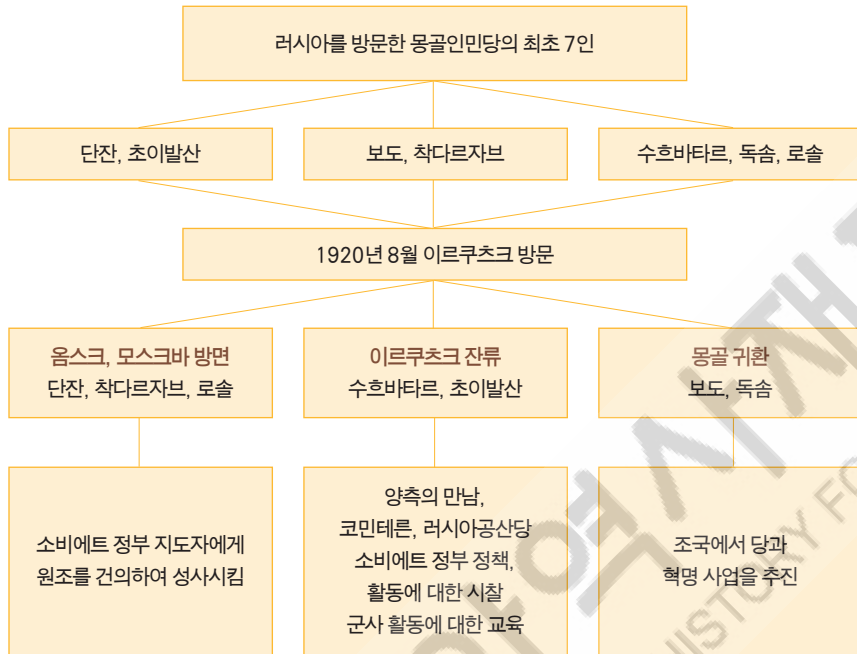 러시아를 방문한 몽골인민당의 최초 7인
단잔, 초이발산
보도, 착다르자브
수흐바타르, 독솜, 로솔
1920년 8월 이르쿠츠크 방문
옴스크, 모스크바 방면
단잔, 착다르자브, 로솔
이르쿠츠크 잔류
수흐바타르, 초이발산
몽골 귀환
보도, 독솜
소비에트 정부 지도자에게
원조를 건의하여 성사시킴
양측의 만남,
코민테른, 러시아공산당
소비에트 정부 정책,
활동에 대한 시찰
군사 활동에 대한 교육
조국에서 당과
혁명 사업을 추진
역사재
HISTORY FO